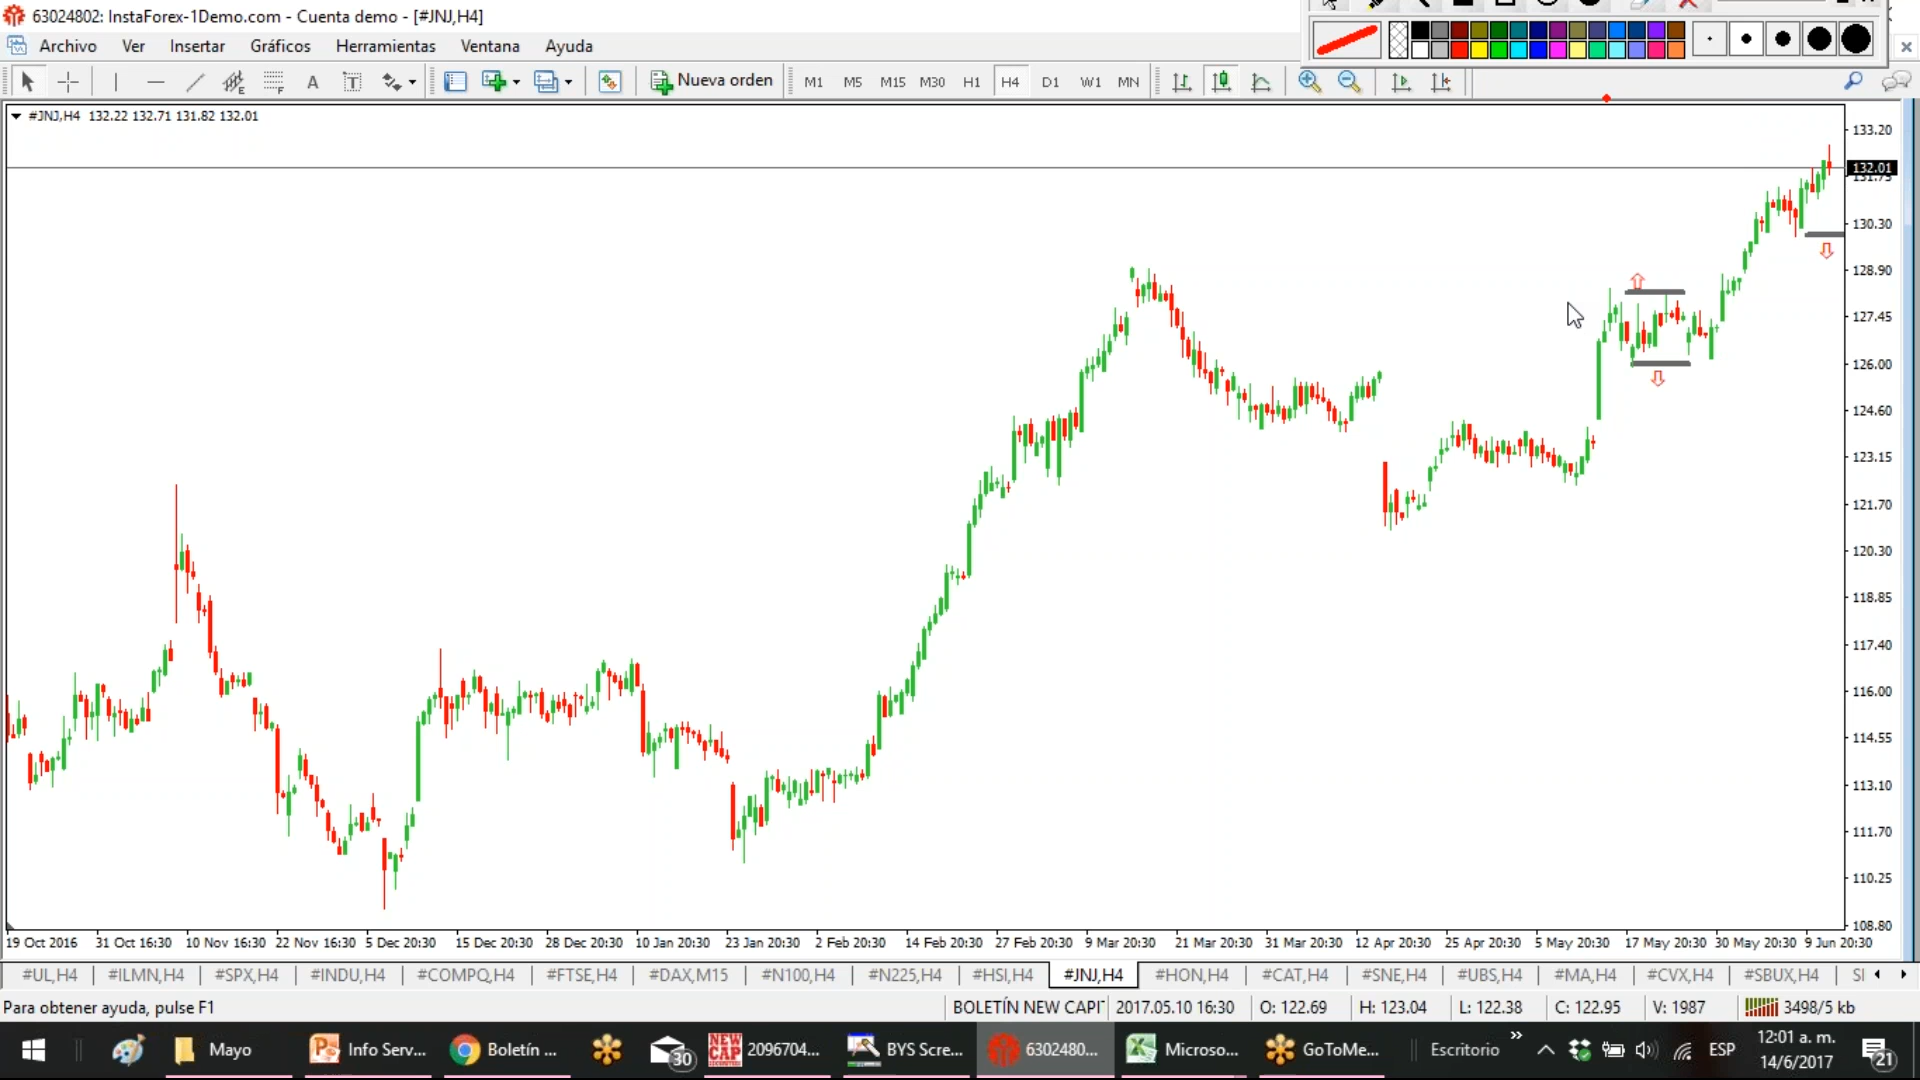 63024802: InstaForex-1Demo.com - Cuenta demo - [#JNJ,H4]
Archivo Ver Insertar Gráficos Herramientas Ventana Ayuda
A T Nueva orden M1 M5 M15 M30 H1 H4 D1 W1 MN
#JNJ,H4 132.22 132.71 131.82 132.01
133.20
132.01
131.75
130.30
128.90
127.45
126.00
124.60
123.15
121.70
120.30
118.85
117.40
116.00
114.55
113.10
111.70
110.25
108.80
19 Oct 2016 31 Oct 16:30 10 Nov 16:30 22 Nov 16:30 5 Dec 20:30 15 Dec 20:30 28 Dec 20:30 10 Jan 20:30 23 Jan 20:30 2 Feb 20:30 14 Feb 20:30 27 Feb 20:30 9 Mar 20:30 21 Mar 20:30 31 Mar 20:30 12 Apr 20:30 25 Apr 20:30 5 May 20:30 17 May 20:30 30 May 20:30 9 Jun 20:30
#UL,H4 #ILMN,H4 #SPX,H4 #INDU,H4 #COMPQ,H4 #FTSE,H4 #DAX,M15 #N100,H4 #N225,H4 #HSI,H4 #JNJ,H4 #HON,H4 #CAT,H4 #SNE,H4 #UBS,H4 #MA,H4 #CVX,H4 #SBUX,H4
Para obtener ayuda, pulse F1 BOLETÍN NEW CAPI 2017.05.10 16:30 O: 122.69 H: 123.04 L: 122.38 C: 122.95 V: 1987 3498/5 kb
Mayo Info Serv... Boletín ... 30 NEW CAP 2096704... BYS Scre... 6302480... Microso... GoToMe... Escritorio ESP 12:01 a. m.
14/6/2017 21